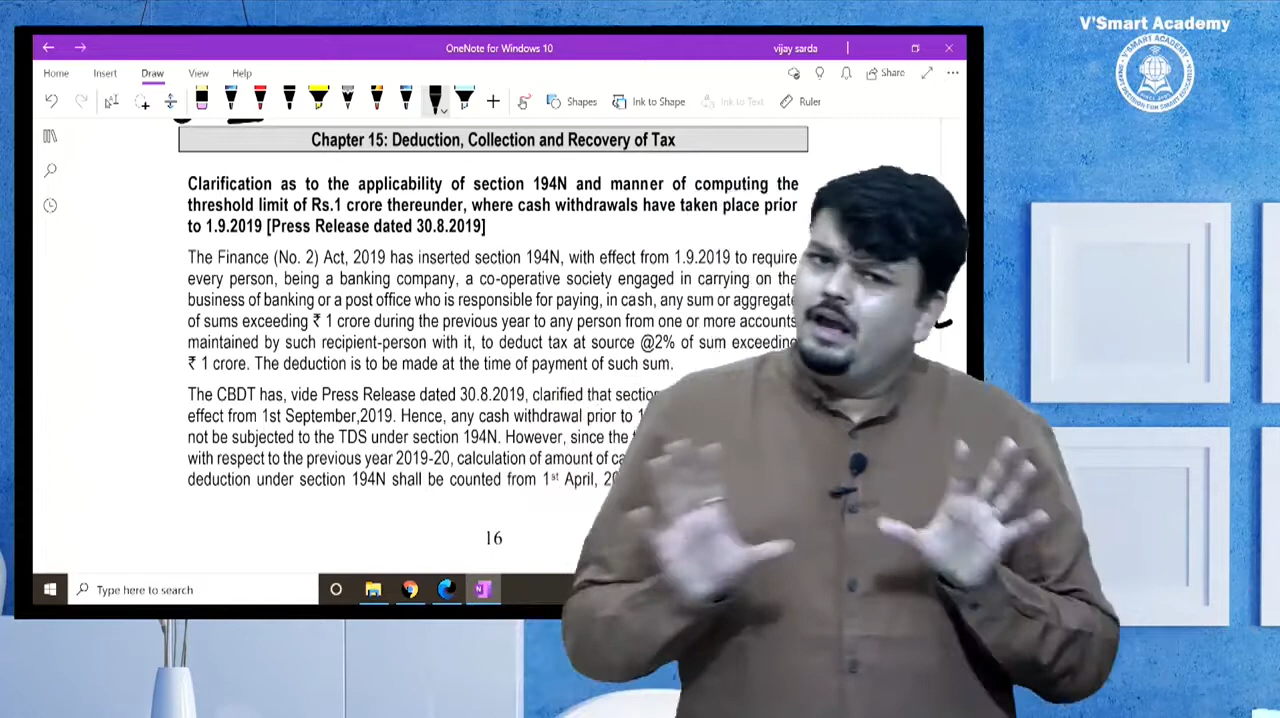 V'Smart Academy
OneNote for Windows 10
vijay sarda
Home Insert Draw View Help
Share
Shapes Ink to Shape Ink to Text Ruler
Chapter 15: Deduction, Collection and Recovery of Tax
Clarification as to the applicability of section 194N and manner of computing the
threshold limit of Rs.1 crore thereunder, where cash withdrawals have taken place prior
to 1.9.2019 [Press Release dated 30.8.2019]
The Finance (No. 2) Act, 2019 has inserted section 194N, with effect from 1.9.2019 to require
every person, being a banking company, a co-operative society engaged in carrying on the
business of banking or a post office who is responsible for paying, in cash, any sum or aggregate
of sums exceeding ₹ 1 crore during the previous year to any person from one or more accounts
maintained by such recipient-person with it, to deduct tax at source @2% of sum exceeding
₹ 1 crore. The deduction is to be made at the time of payment of such sum.
The CBDT has, vide Press Release dated 30.8.2019, clarified that
effect from 1st September,2019. Hence, any cash withdrawal prior to
not be subjected to the TDS under section 194N. However, since the
with respect to the previous year 2019-20, calculation of amount of
deduction under section 194N shall be counted from 1st April,
16
Type here to search